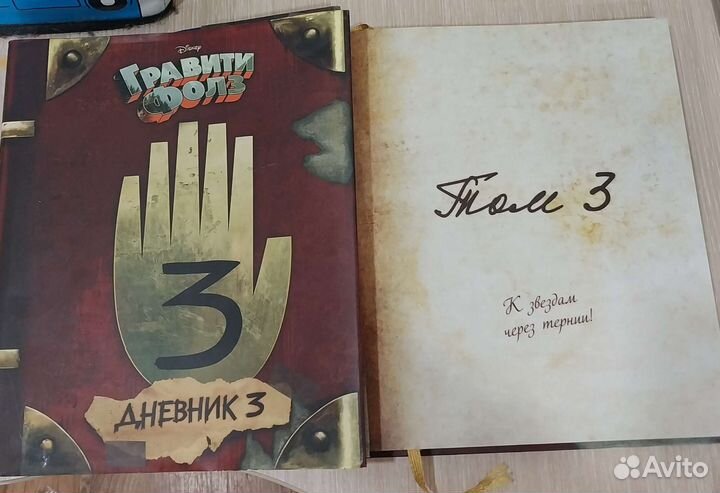 Disney
ГРАВИТИ
ФОЛЗ
3
ДНЕВНИК 3
Том 3
К звездам
через тернии!
Avito